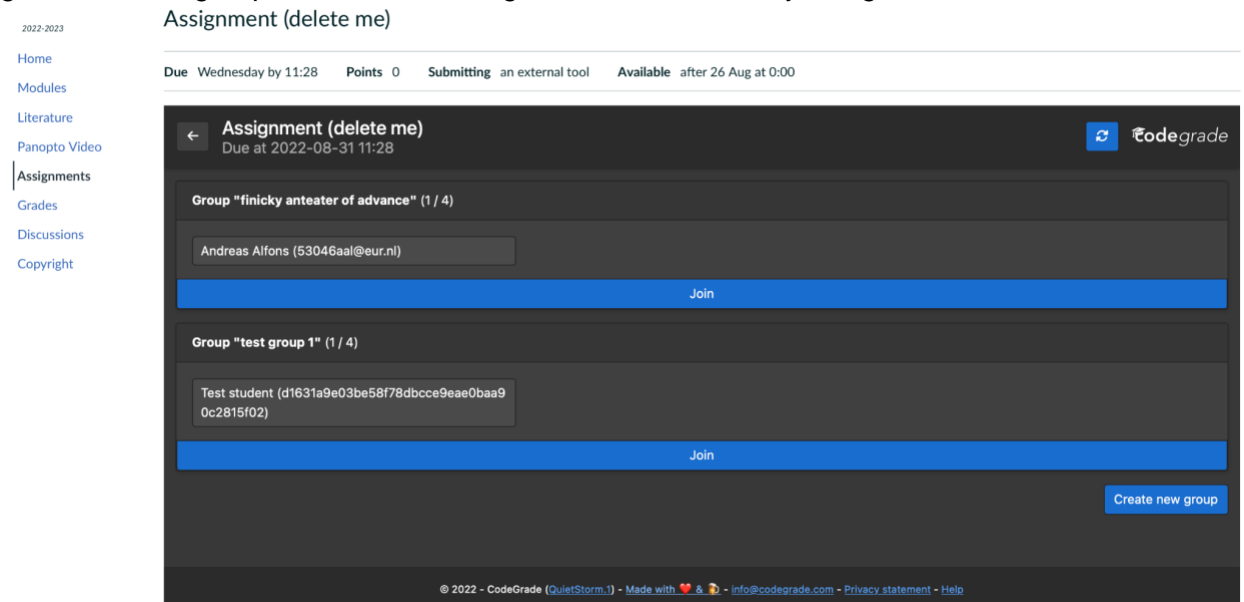 Assignment (delete me)
2022-2023
Home
Modules
Literature
Panopto Video
Assignments
Grades
Discussions
Copyright
Due Wednesday by 11:28 Points 0 Submitting an external tool Available after 26 Aug at 0:00
Assignment (delete me)
Due at 2022-08-31 11:28
codegrade
Group "finicky anteater of advance" (1 / 4)
Andreas Alfons (53046aal@eur.nl)
Join
Group "test group 1" (1 / 4)
Test student (d1631a9e03be58f78dbcce9eae0baa9
0c2815f02)
Join
Create new group
© 2022 - CodeGrade (QuietStorm.1) - Made with ❤️ & 🍺 - info@codegrade.com - Privacy statement - Help